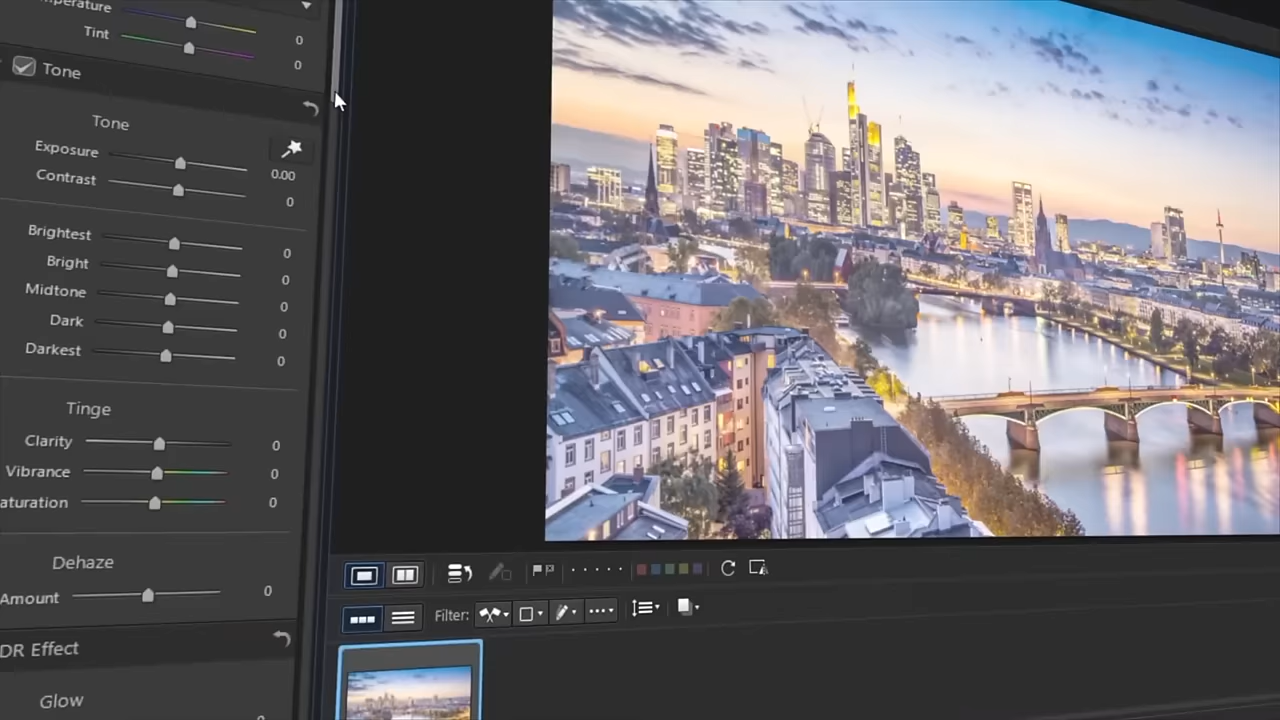 mperature 0
Tint 0
Tone
Tone
Exposure 0.00
Contrast 0
Brightest 0
Bright 0
Midtone 0
Dark 0
Darkest 0
Tinge
Clarity 0
Vibrance 0
aturation 0
Dehaze
Amount 0
DR Effect
Glow
Filter: